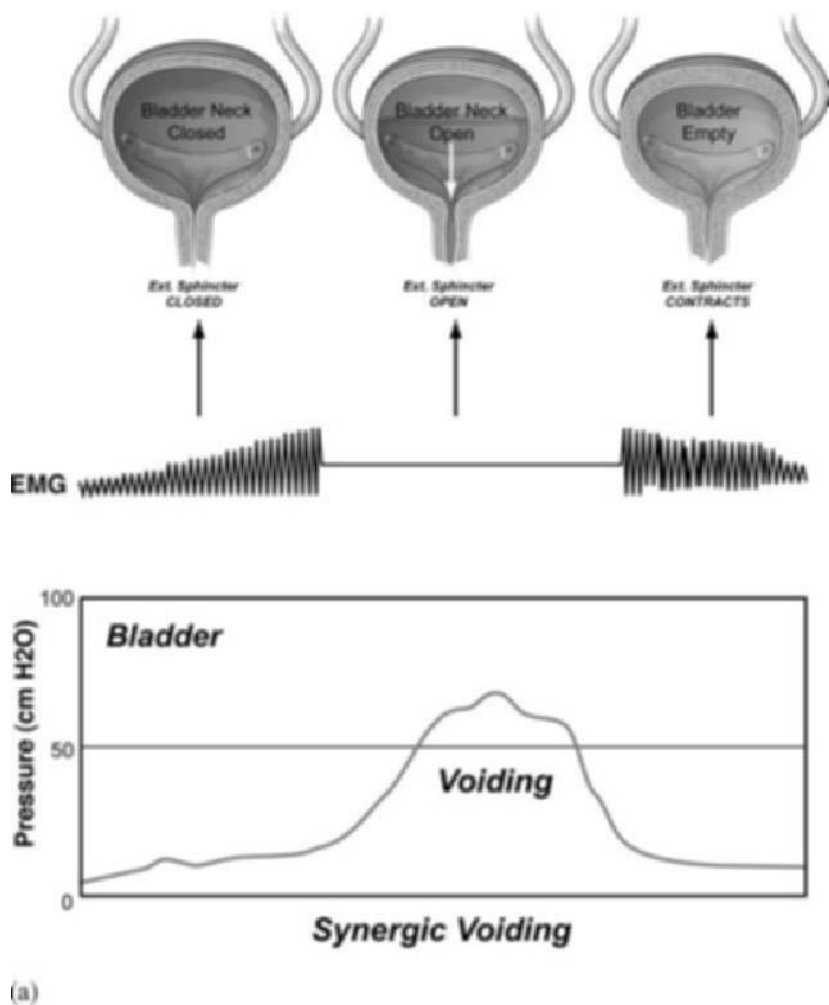 Bladder Neck
Closed
Bladder Neck
Open
Bladder
Empty
Ext. Sphincter
CLOSED
Ext. Sphincter
OPEN
Ext. Sphincter
CONTRACTS
EMG
100
Bladder
Pressure (cm H2O)
50
Voiding
0
Synergic Voiding
(a)